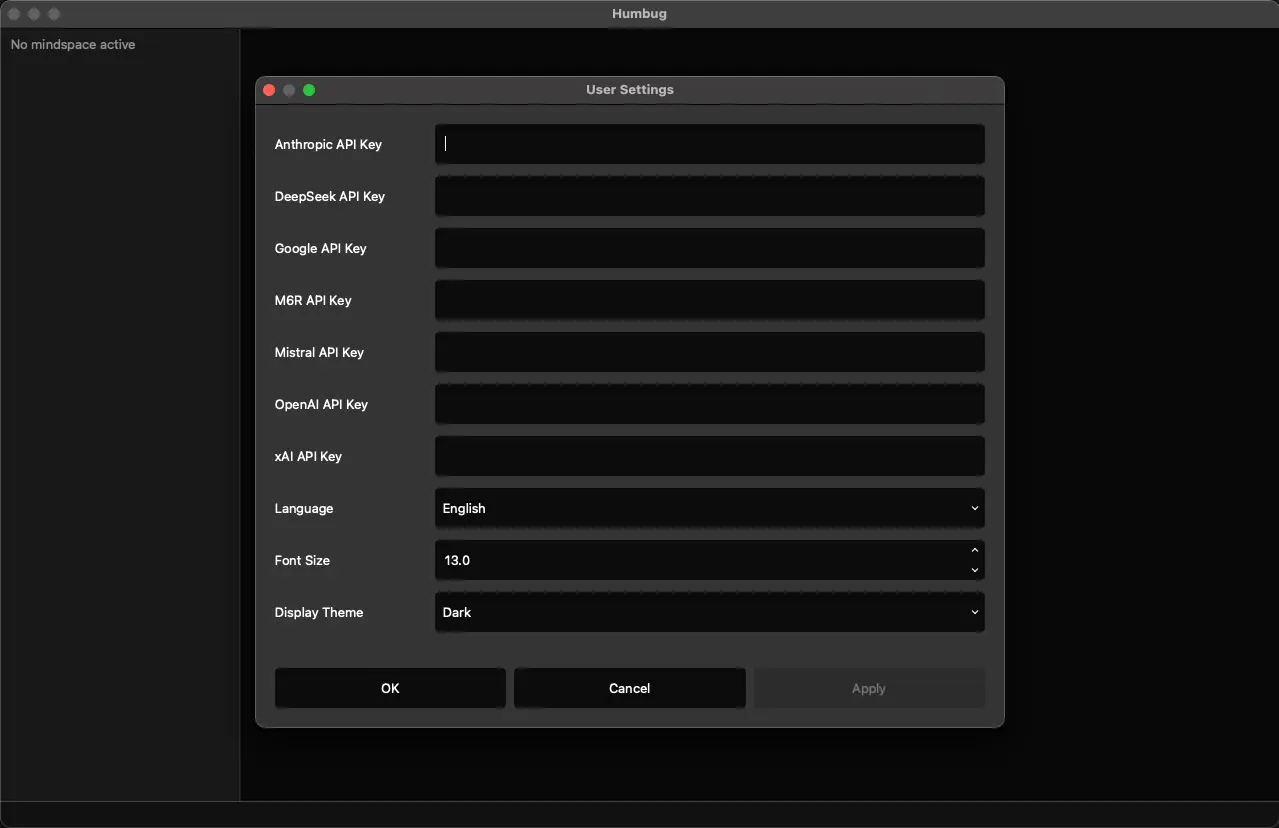 Humbug
No mindspace active
User Settings
Anthropic API Key
DeepSeek API Key
Google API Key
M6R API Key
Mistral API Key
OpenAI API Key
xAI API Key
Language English
Font Size 13.0
Display Theme Dark
OK Cancel Apply